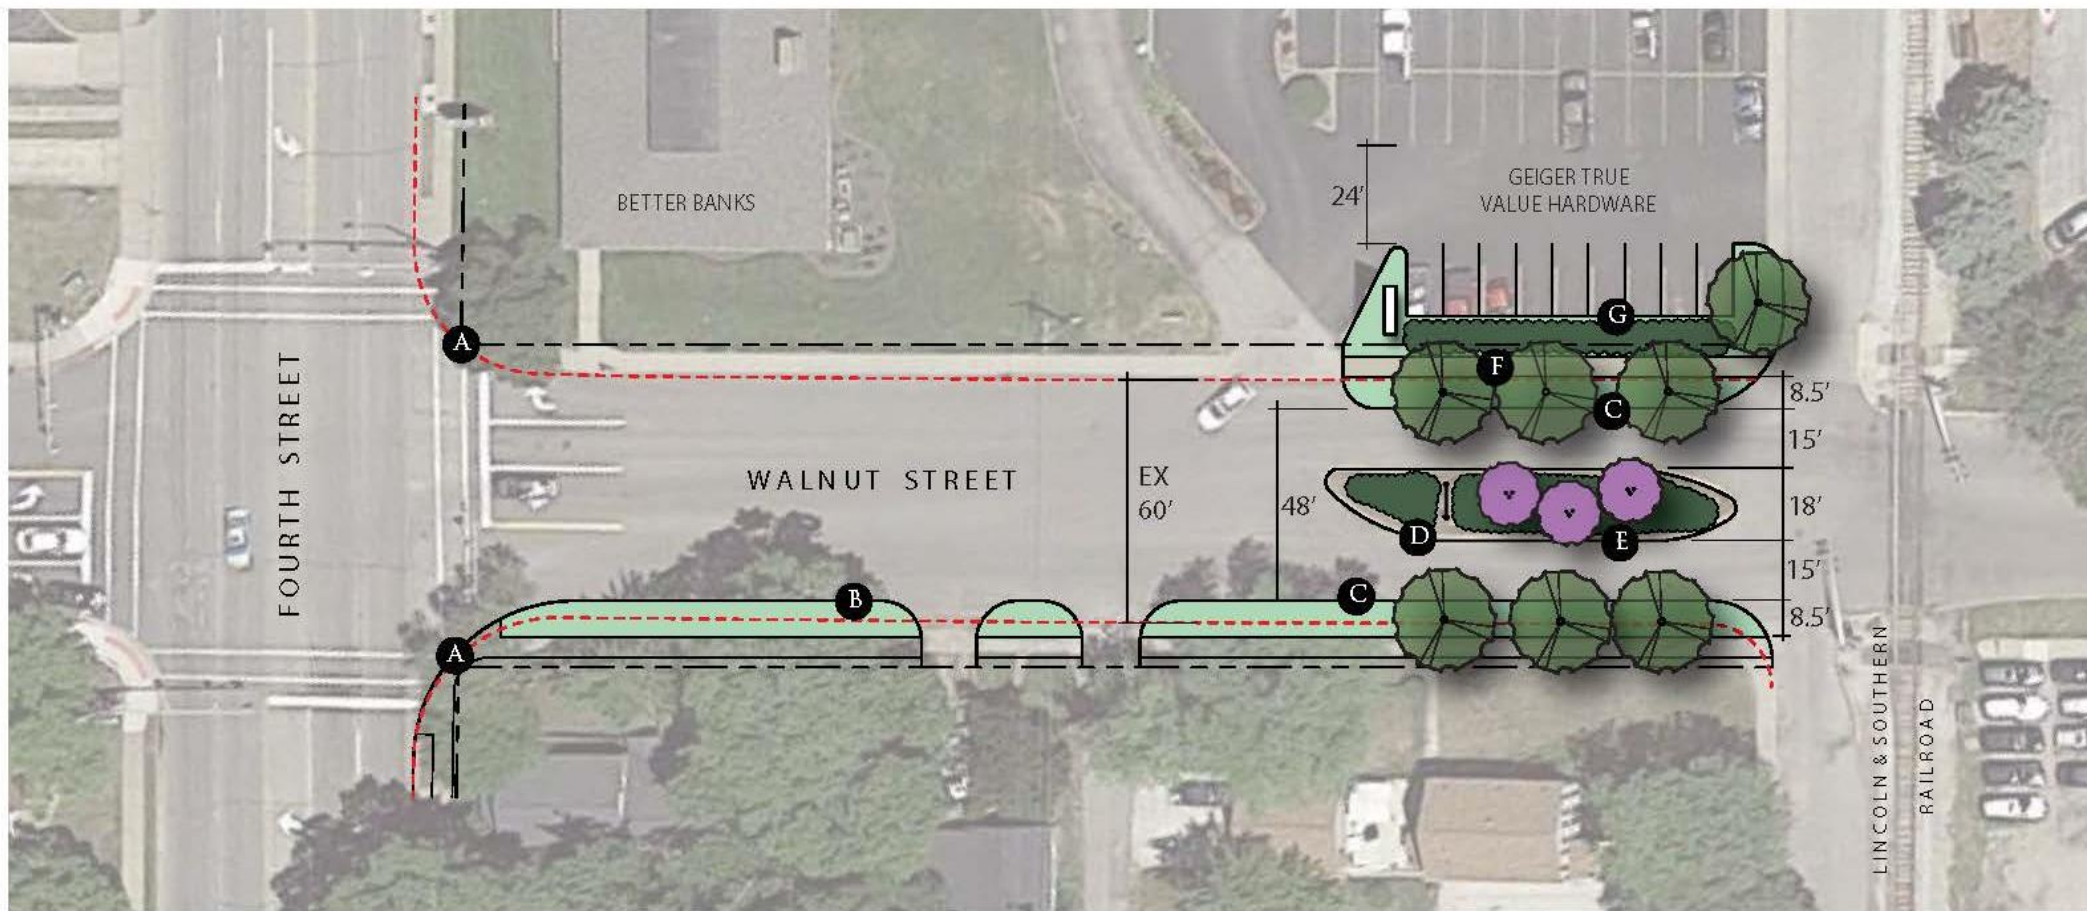 BETTER BANKS
24'
GEIGER TRUE
VALUE HARDWARE
G
A
F
8.5'
C
15'
FOURTH STREET
WALNUT STREET
EX
60'
48'
18'
D
E
15'
B
C
8.5'
A
LINCOLN & SOUTHERN
RAILROAD